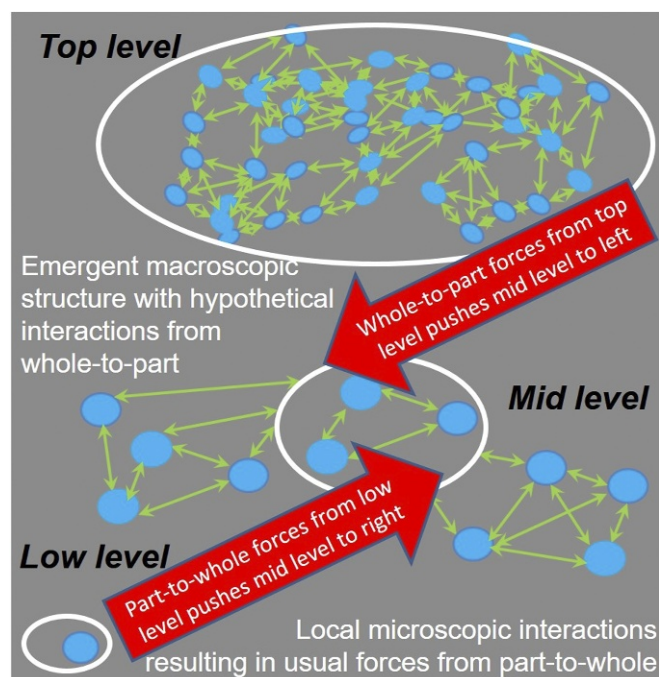 Top level
Emergent macroscopic
structure with hypothetical
interactions from
whole-to-part
Whole-to-part forces from top
level pushes mid level to left
Mid level
Low level
Part-to-whole forces from low
level pushes mid level to right
Local microscopic interactions
resulting in usual forces from part-to-whole